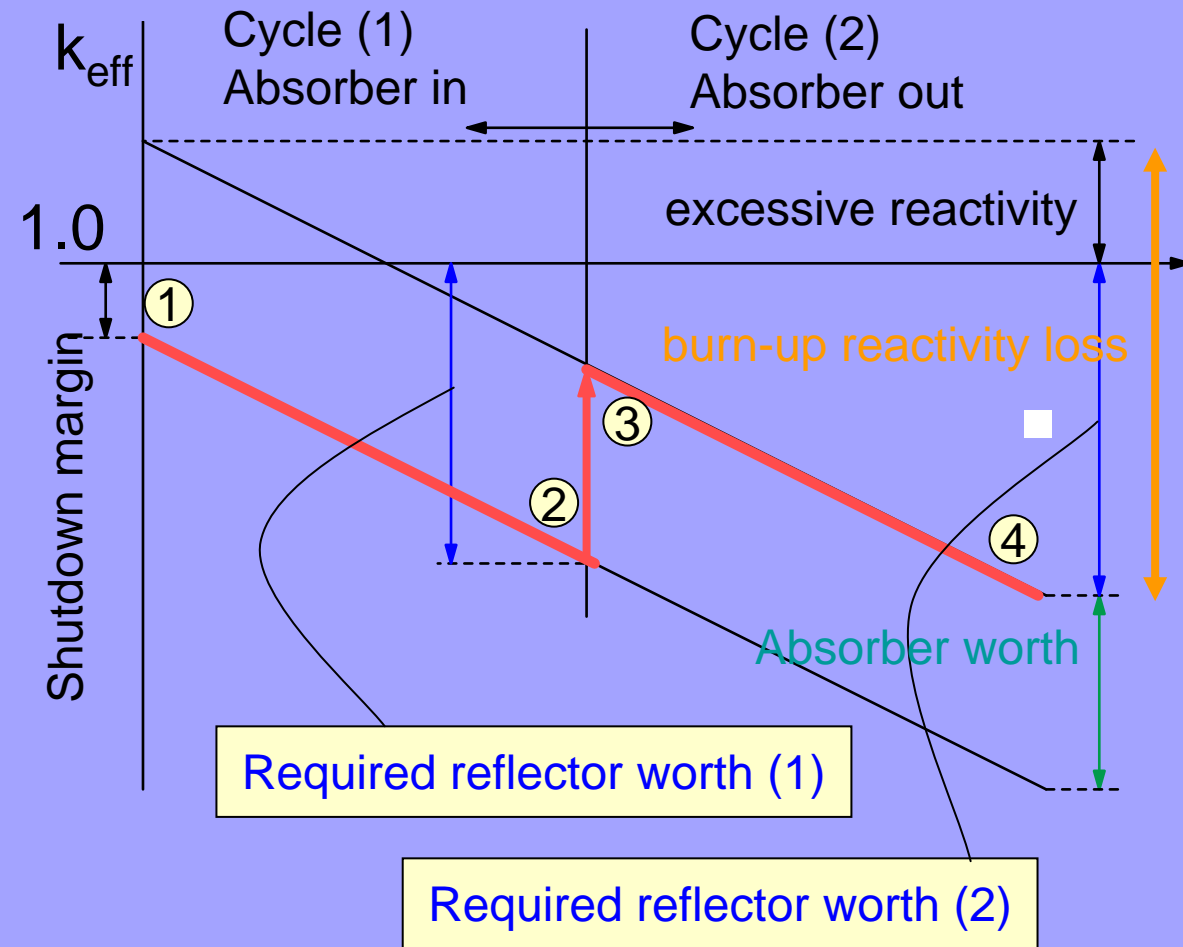 k_eff
Cycle (1)
Absorber in
Cycle (2)
Absorber out
excessive reactivity
1.0
1
Shutdown margin
burn-up reactivity loss
3
2
4
Absorber worth
Required reflector worth (1)
Required reflector worth (2)